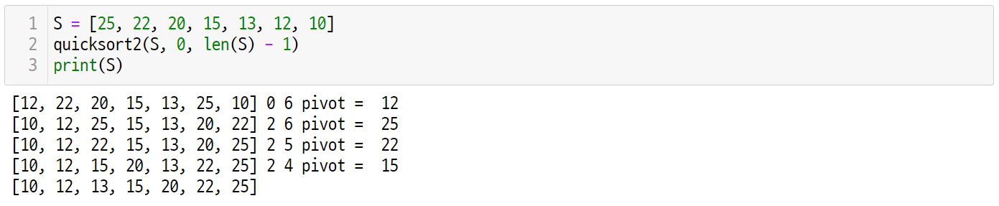 1 S = [25, 22, 20, 15, 13, 12, 10]
2 quicksort2(S, 0, len(S) - 1)
3 print(S)
[12, 22, 20, 15, 13, 25, 10] 0 6 pivot =  12
[10, 12, 25, 15, 13, 20, 22] 2 6 pivot =  25
[10, 12, 22, 15, 13, 20, 25] 2 5 pivot =  22
[10, 12, 15, 20, 13, 22, 25] 2 4 pivot =  15
[10, 12, 13, 15, 20, 22, 25]